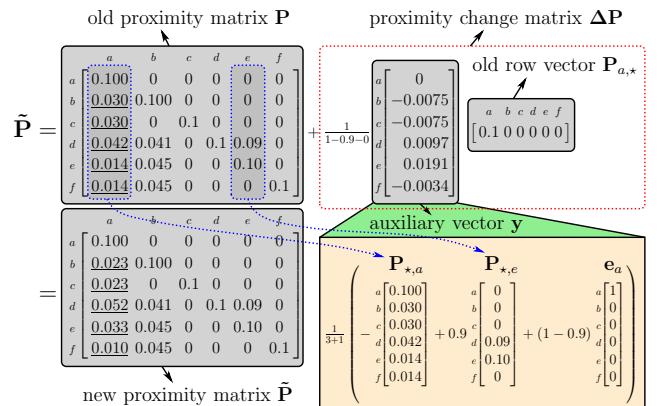 old proximity matrix P
proximity change matrix ΔP
a b c d e f
a 0.100 0 0 0 0 0
b 0.030 0.100 0 0 0 0
c 0.030 0 0.1 0 0 0
d 0.042 0.041 0 0.1 0.09 0
e 0.014 0.045 0 0 0.10 0
f 0.014 0.045 0 0 0 0.1
P̃ =
+ 1/(1−0.9−0)
a 0
b −0.0075
c −0.0075
d 0.0097
e 0.0191
f −0.0034
old row vector P_{a,⋆}
a b c d e f
[0.1 0 0 0 0 0]
auxiliary vector y
=
a b c d e f
a 0.100 0 0 0 0 0
b 0.023 0.100 0 0 0 0
c 0.023 0 0.1 0 0 0
d 0.052 0.041 0 0.1 0.09 0
e 0.033 0.045 0 0 0.10 0
f 0.010 0.045 0 0 0 0.1
new proximity matrix P̃
P_{⋆,a} P_{⋆,e} e_a
1/(3+1) ( − + 0.9 + (1−0.9) )
a 0.100 a 0 a 1
b 0.030 b 0 b 0
c 0.030 c 0 c 0
d 0.042 d 0.09 d 0
e 0.014 e 0.10 e 0
f 0.014 f 0 f 0